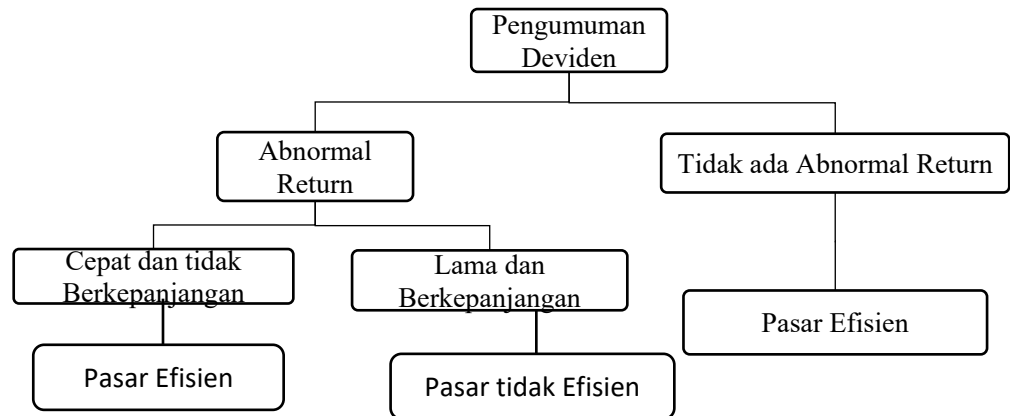 Pengumuman
Deviden
Abnormal
Return
Tidak ada Abnormal Return
Cepat dan tidak
Berkepanjangan
Lama dan
Berkepanjangan
Pasar Efisien
Pasar Efisien
Pasar tidak Efisien